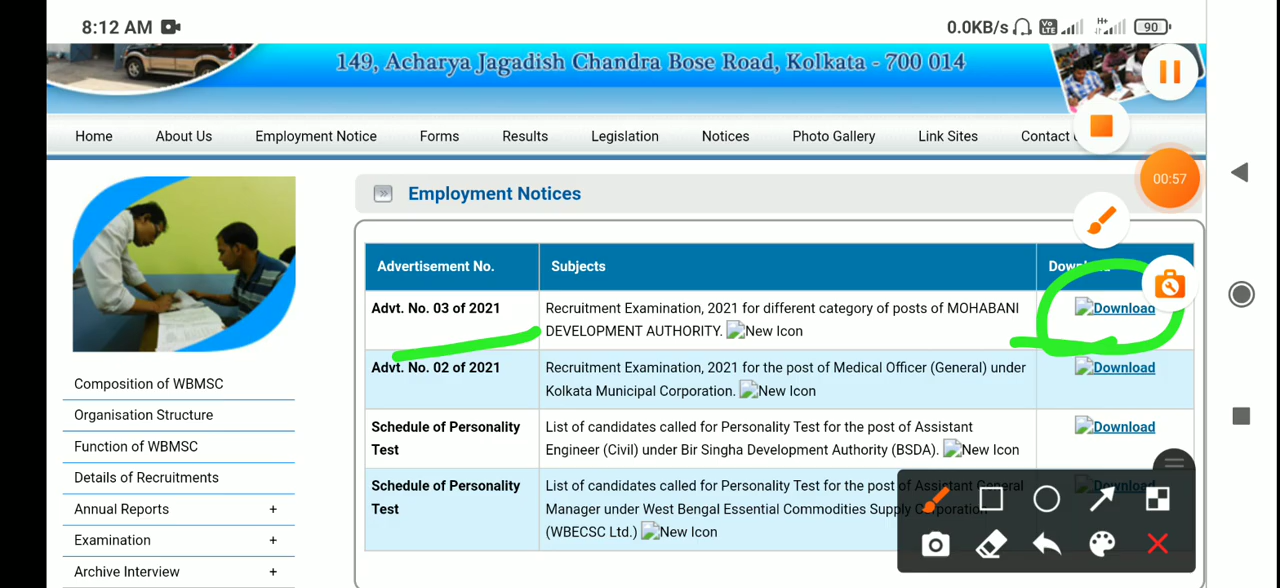 8:12 AM
0.0KB/s Vo LTE H+ 90
149, Acharya Jagadish Chandra Bose Road, Kolkata - 700 014
Home About Us Employment Notice Forms Results Legislation Notices Photo Gallery Link Sites Contact
00:57
Employment Notices
Advertisement No. Subjects
Advt. No. 03 of 2021 Recruitment Examination, 2021 for different category of posts of MOHABANI Download
DEVELOPMENT AUTHORITY. New Icon
Advt. No. 02 of 2021 Recruitment Examination, 2021 for the post of Medical Officer (General) under Download
Kolkata Municipal Corporation. New Icon
Schedule of Personality List of candidates called for Personality Test for the post of Assistant Download
Test Engineer (Civil) under Bir Singha Development Authority (BSDA). New Icon
Schedule of Personality List of candidates called for Personality Test for the post of Assistant General Download
Test Manager under West Bengal Essential Commodities Supply Corporation
(WBECSC Ltd.) New Icon
Composition of WBMSC
Organisation Structure
Function of WBMSC
Details of Recruitments
Annual Reports +
Examination +
Archive Interview +